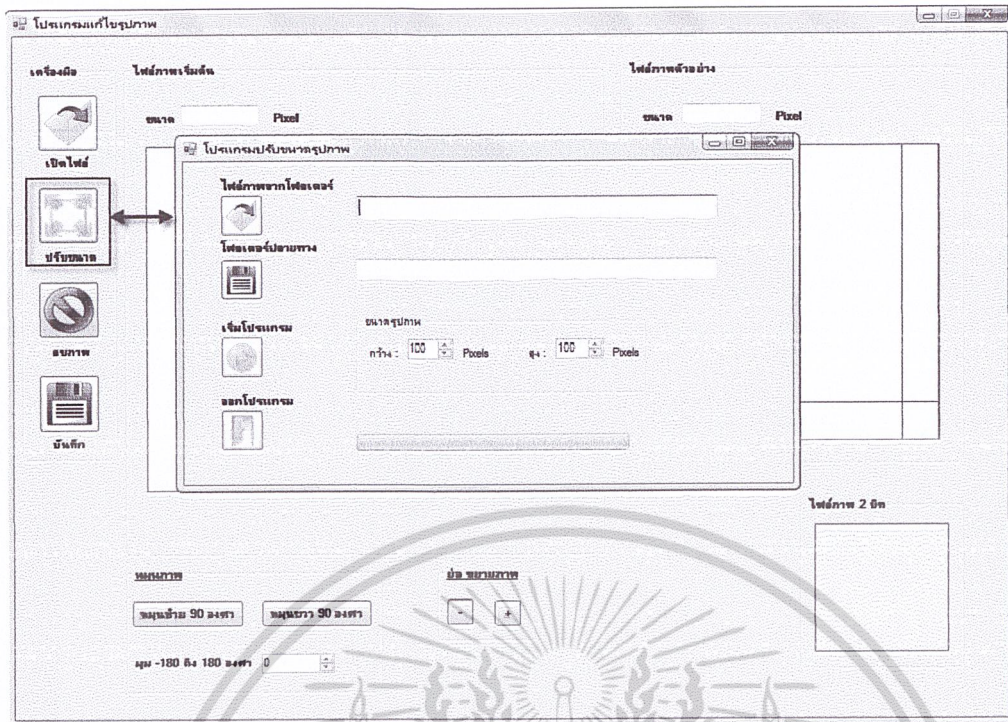 โปรแกรมแก้ไขรูปภาพ
เครื่องมือ
ไฟล์ภาพเริ่มต้น
ไฟล์ภาพตัวอย่าง
ขนาด Pixel
ขนาด Pixel
เปิดไฟล์
ปรับขนาด
ลบภาพ
บันทึก
โปรแกรมปรับขนาดรูปภาพ
ไฟล์ภาพจากโฟลเดอร์
โฟลเดอร์ปลายทาง
เริ่มโปรแกรม
ขนาดรูปภาพ
กว้าง : 100 Pixels สูง : 100 Pixels
ออกโปรแกรม
ไฟล์ภาพ 2 บิต
หมุนภาพ
ย่อ ขยายภาพ
หมุนซ้าย 90 องศา หมุนขวา 90 องศา - +
มุม -180 ถึง 180 องศา 0